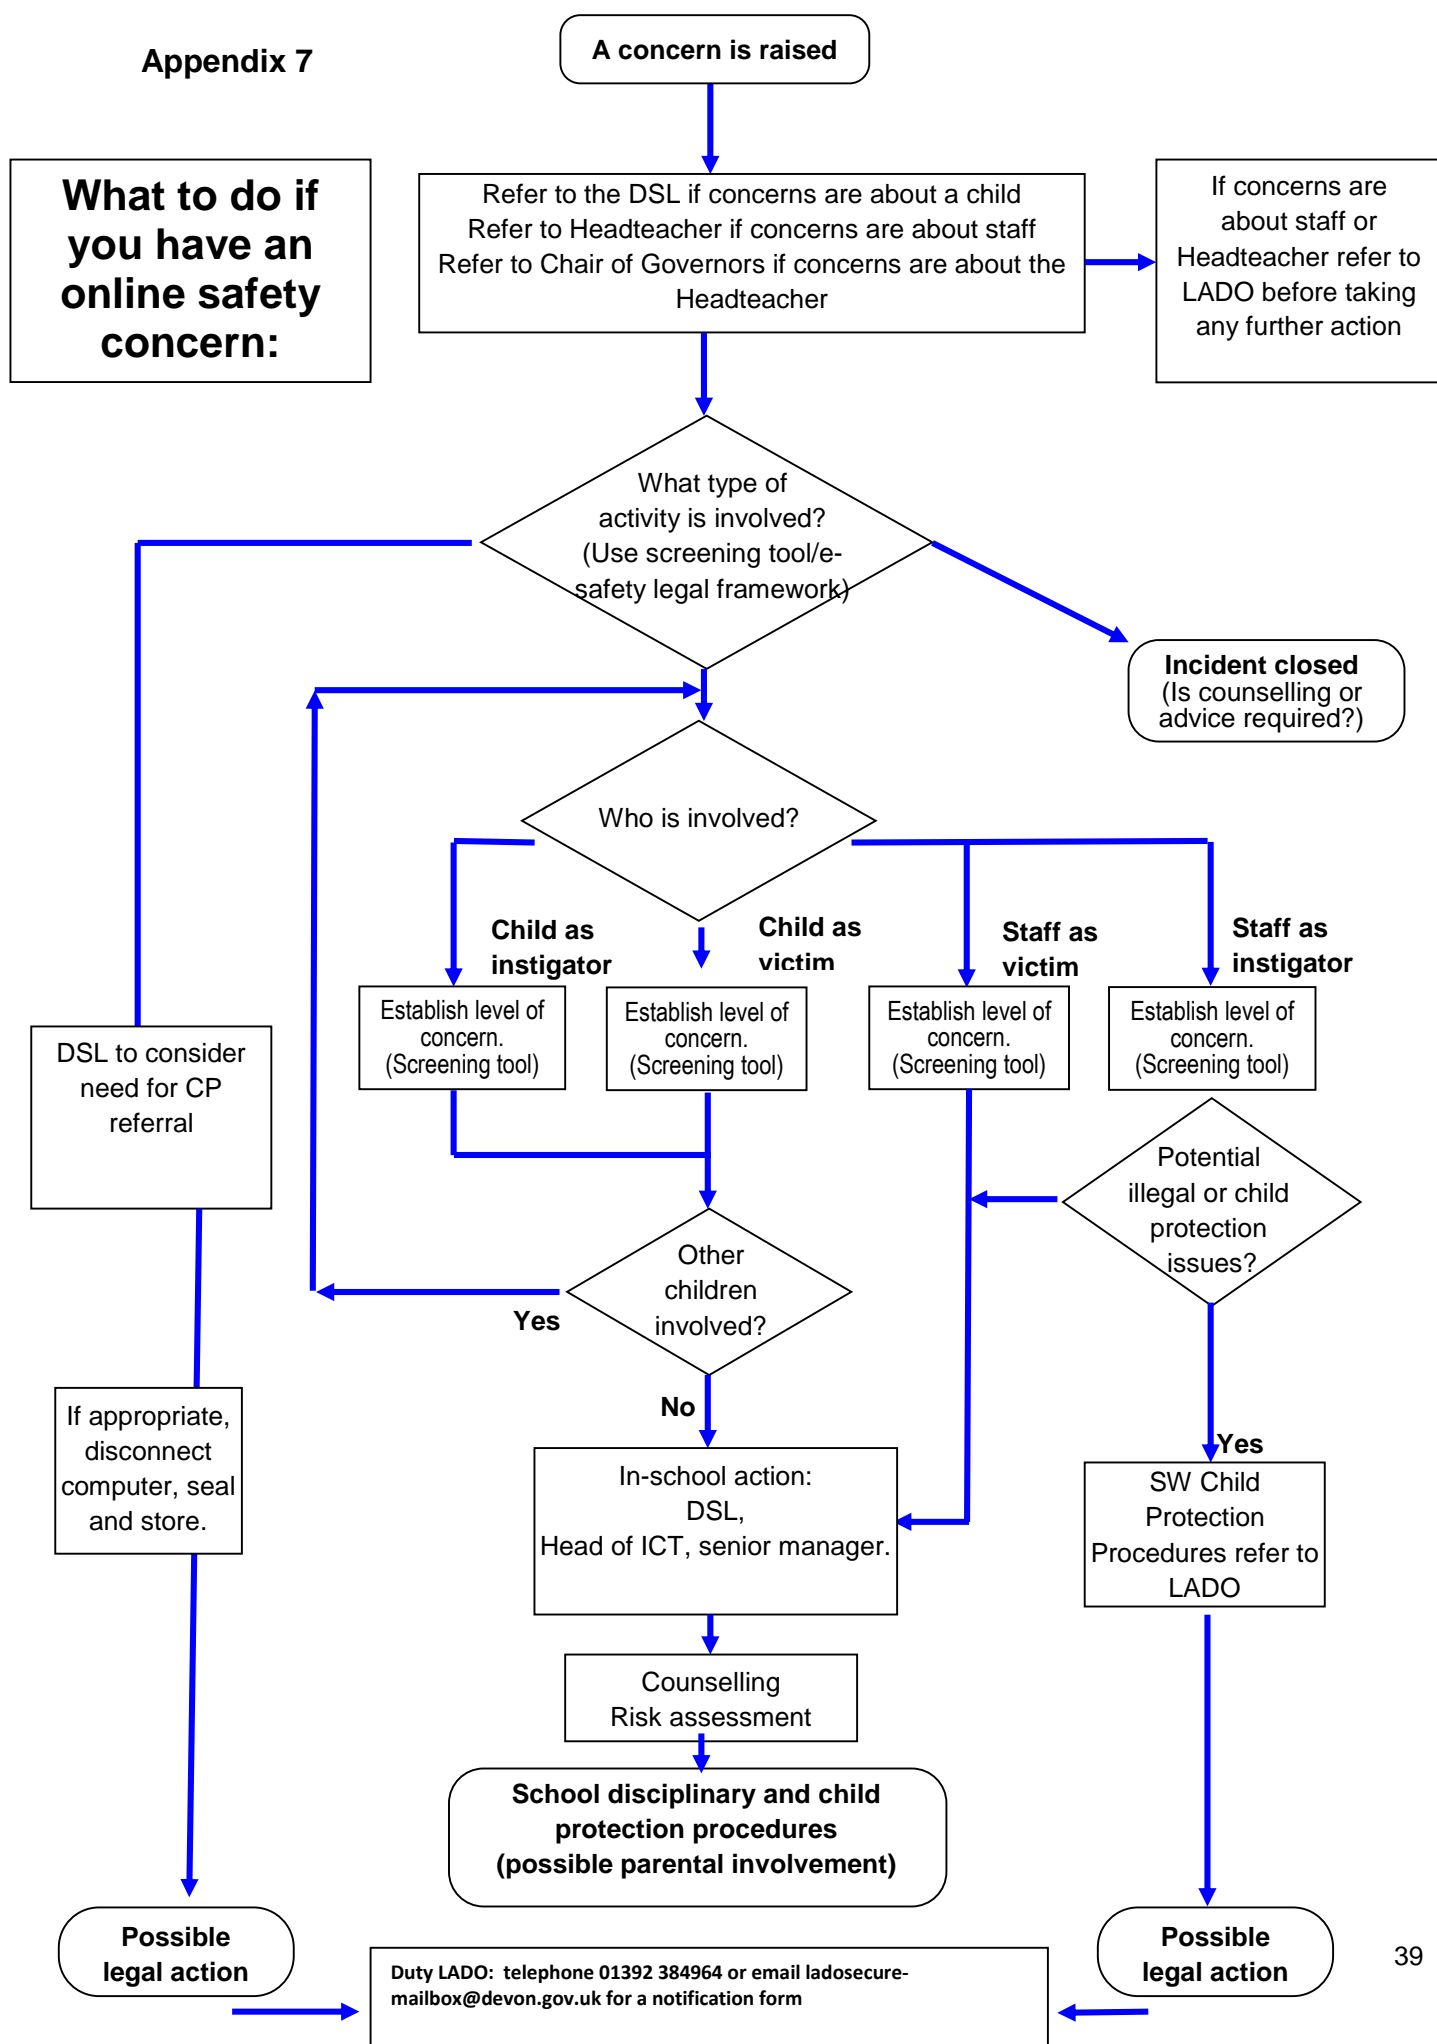 Appendix 7
A concern is raised
What to do if
you have an
online safety
concern:
Refer to the DSL if concerns are about a child
Refer to Headteacher if concerns are about staff
Refer to Chair of Governors if concerns are about the
Headteacher
If concerns are
about staff or
Headteacher refer to
LADO before taking
any further action
What type of
activity is involved?
(Use screening tool/e-
safety legal framework)
Incident closed
(Is counselling or
advice required?)
Who is involved?
Child as
instigator
Child as
victim
Staff as
victim
Staff as
instigator
Establish level of
concern.
(Screening tool)
Establish level of
concern.
(Screening tool)
Establish level of
concern.
(Screening tool)
Establish level of
concern.
(Screening tool)
DSL to consider
need for CP
referral
Potential
illegal or child
protection
issues?
Other
children
involved?
Yes
No
Yes
If appropriate,
disconnect
computer, seal
and store.
In-school action:
DSL,
Head of ICT, senior manager.
SW Child
Protection
Procedures refer to
LADO
Counselling
Risk assessment
School disciplinary and child
protection procedures
(possible parental involvement)
Possible
legal action
Possible
legal action
Duty LADO: telephone 01392 384964 or email ladosecure-
mailbox@devon.gov.uk for a notification form
39